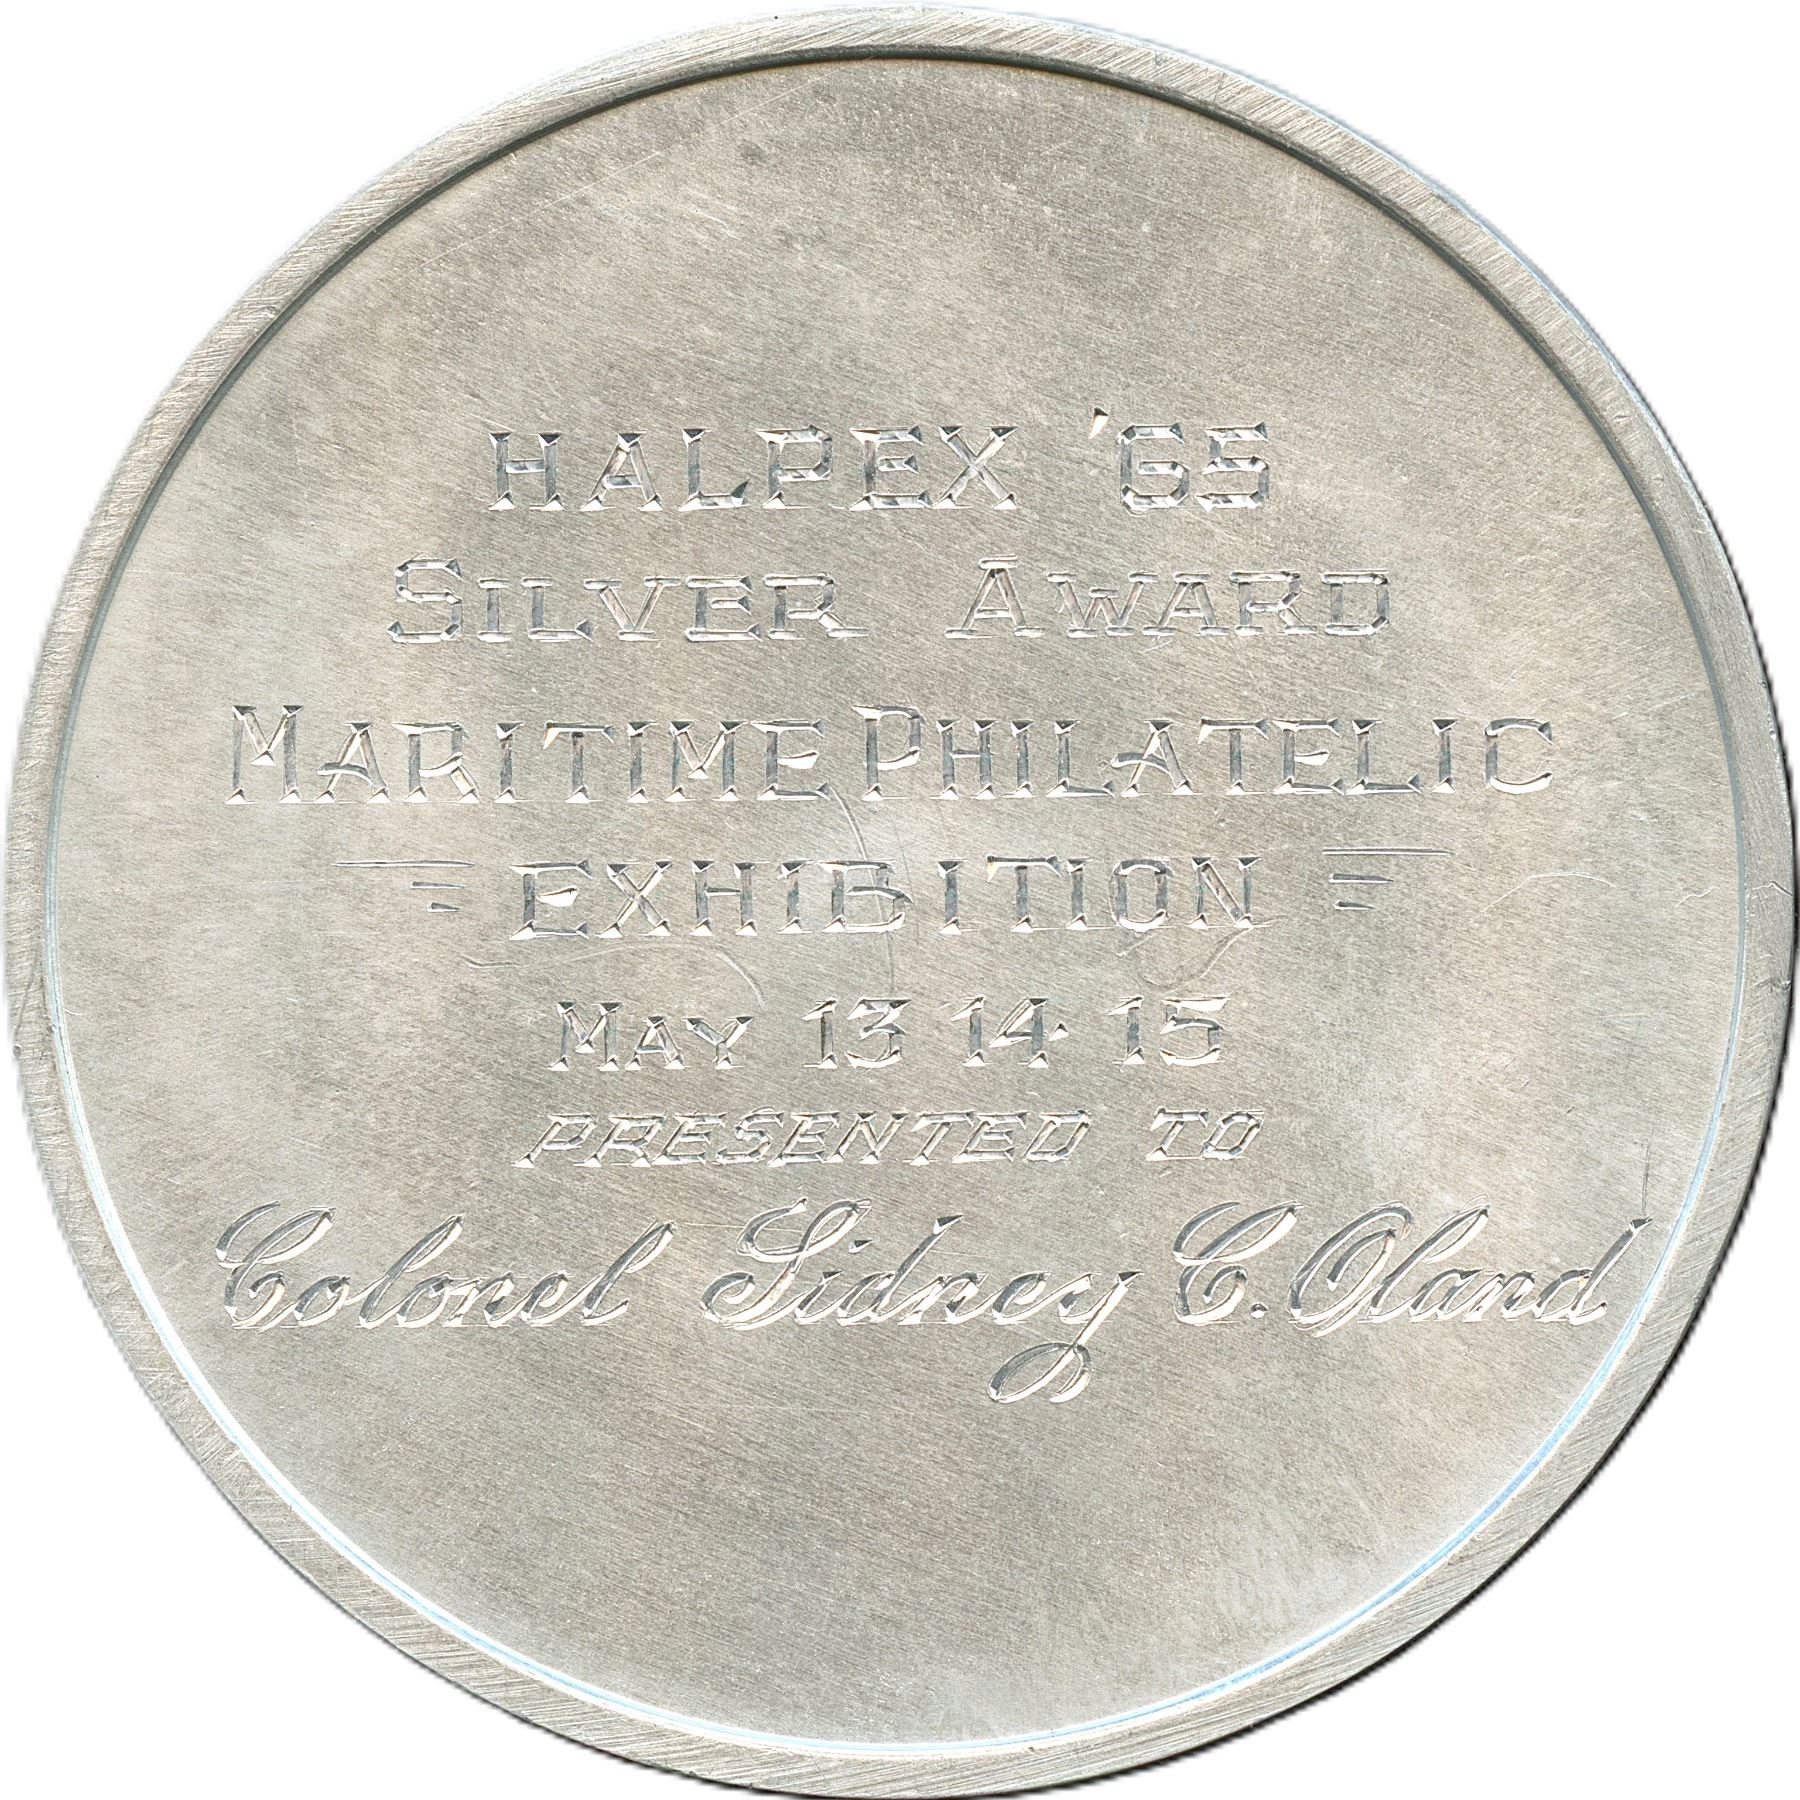 HALPEX '65
SILVER AWARD
MARITIME PHILATELIC
EXHIBITION
MAY 13 14 · 15
PRESENTED TO
Colonel Sidney C. Oland